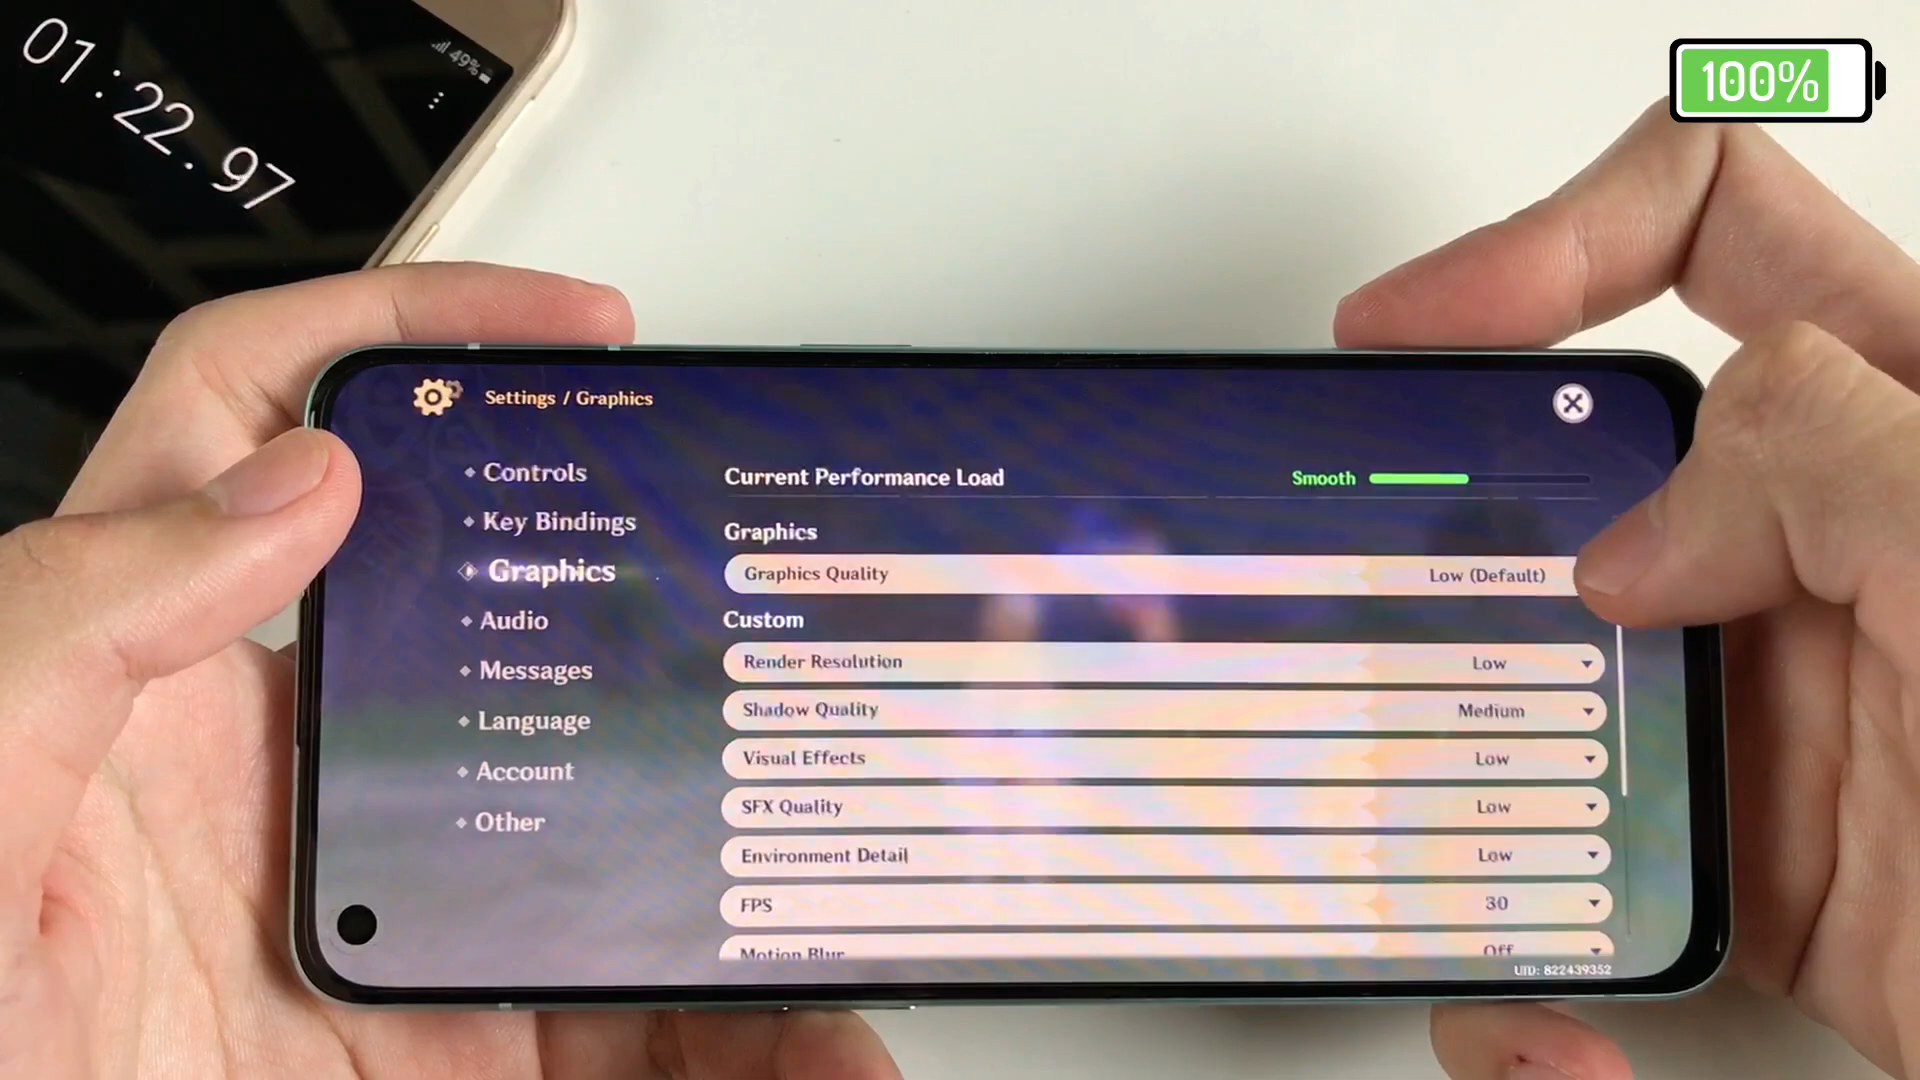 01:22.97
49%
100%
Settings / Graphics
Controls
Key Bindings
Graphics
Audio
Messages
Language
Account
Other
Current Performance Load
Smooth
Graphics
Graphics Quality
Low (Default)
Custom
Render Resolution
Low
Shadow Quality
Medium
Visual Effects
Low
SFX Quality
Low
Environment Detail
Low
FPS
30
Motion Blur
Off
UID: 822439352